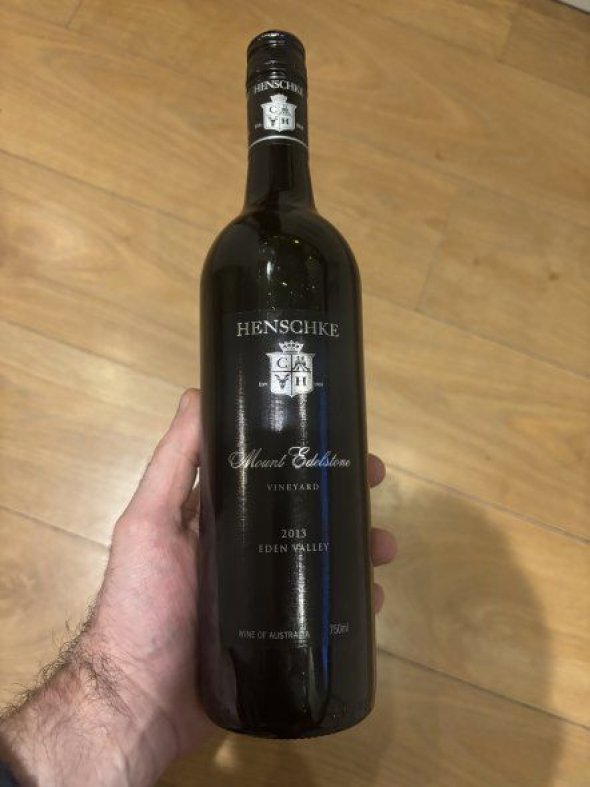 HENSCHKE
C
H
HENSCHKE
C
H
Mount Edelstone
VINEYARD
2013
EDEN VALLEY
WINE OF AUSTRALIA 750ml